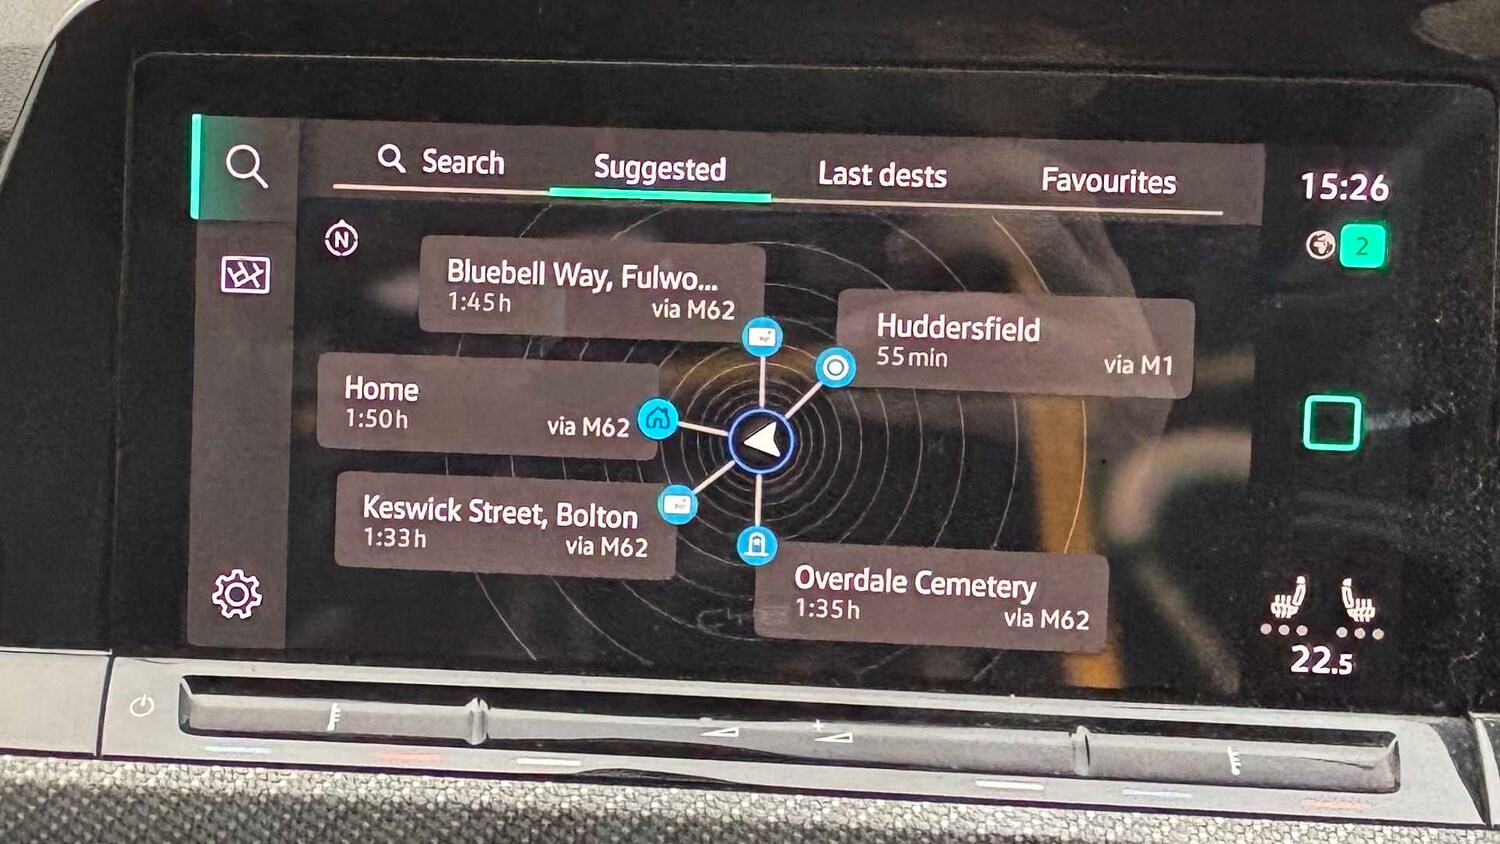 Search
Suggested
Last dests
Favourites
15:26
2
N
Bluebell Way, Fulwo...
1:45h
via M62
Huddersfield
55 min
via M1
Home
1:50h
via M62
Keswick Street, Bolton
1:33h
via M62
Overdale Cemetery
1:35h
via M62
22.5